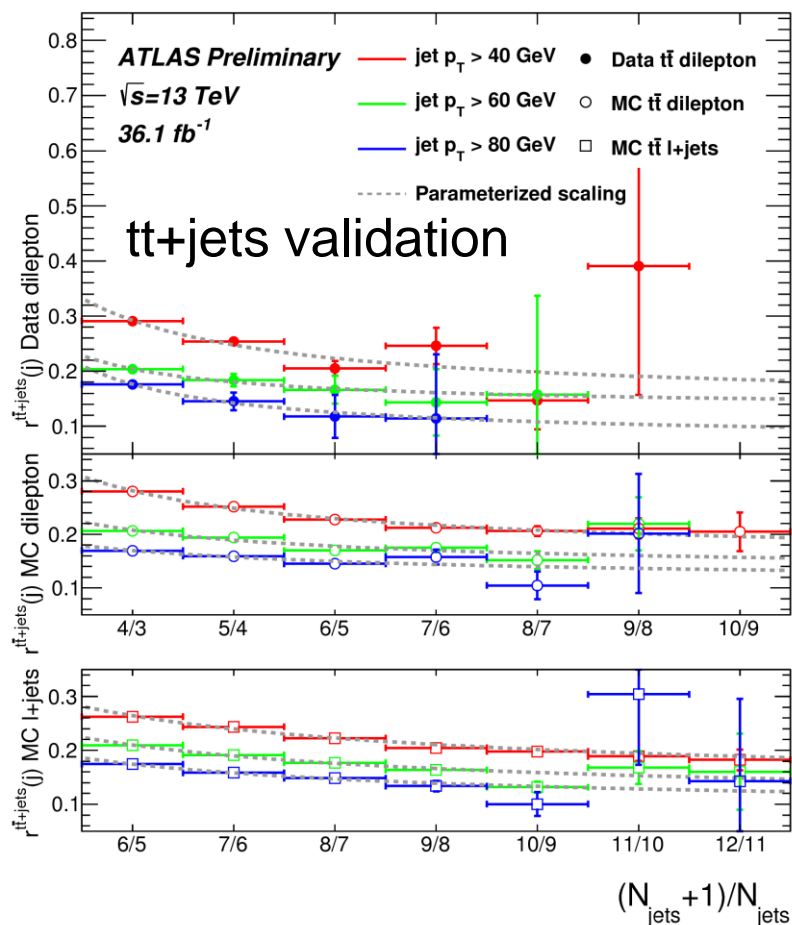 ATLAS Preliminary
√s=13 TeV
36.1 fb⁻¹
jet p_T > 40 GeV
jet p_T > 60 GeV
jet p_T > 80 GeV
Parameterized scaling
Data tt̄ dilepton
MC tt̄ dilepton
MC tt̄ l+jets
tt+jets validation
r^{tt̄+jets}(j) Data dilepton
0.8
0.7
0.6
0.5
0.4
0.3
0.2
0.1
r^{tt̄+jets}(j) MC dilepton
0.3
0.2
0.1
4/3 5/4 6/5 7/6 8/7 9/8 10/9
r^{tt̄+jets}(j) MC l+jets
0.3
0.2
0.1
6/5 7/6 8/7 9/8 10/9 11/10 12/11
(N_jets+1)/N_jets